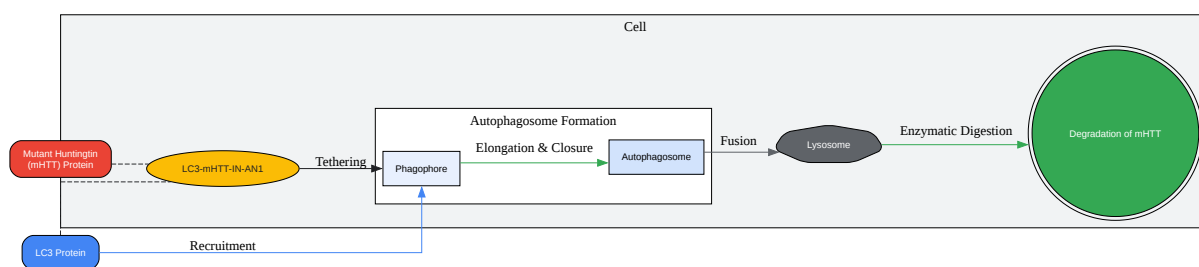 Cell
Autophagosome Formation
Mutant Huntingtin
(mHTT) Protein
LC3-mHTT-IN-AN1
Tethering
Phagophore
Elongation & Closure
Autophagosome
Fusion
Lysosome
Enzymatic Digestion
Degradation of mHTT
LC3 Protein
Recruitment